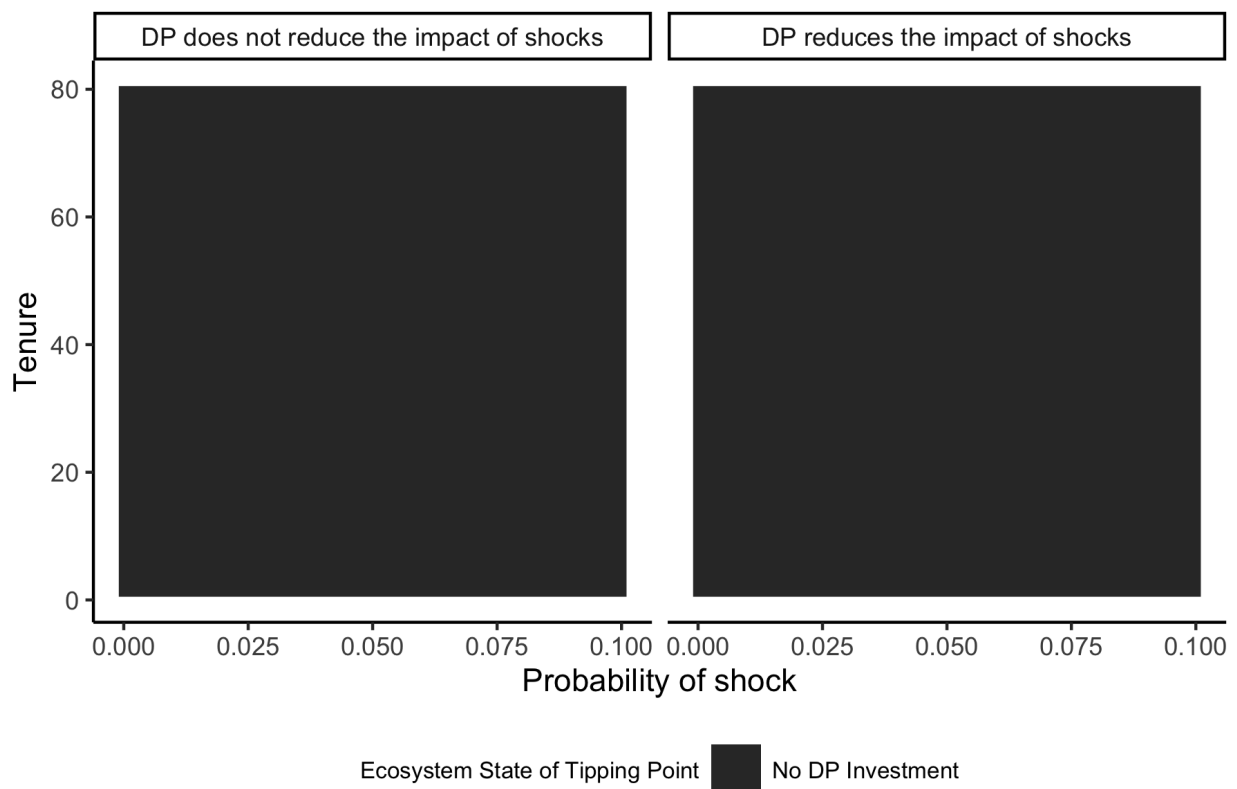 DP does not reduce the impact of shocks
DP reduces the impact of shocks
Tenure
80
60
40
20
0
0.000 0.025 0.050 0.075 0.100
0.000 0.025 0.050 0.075 0.100
Probability of shock
Ecosystem State of Tipping Point
No DP Investment